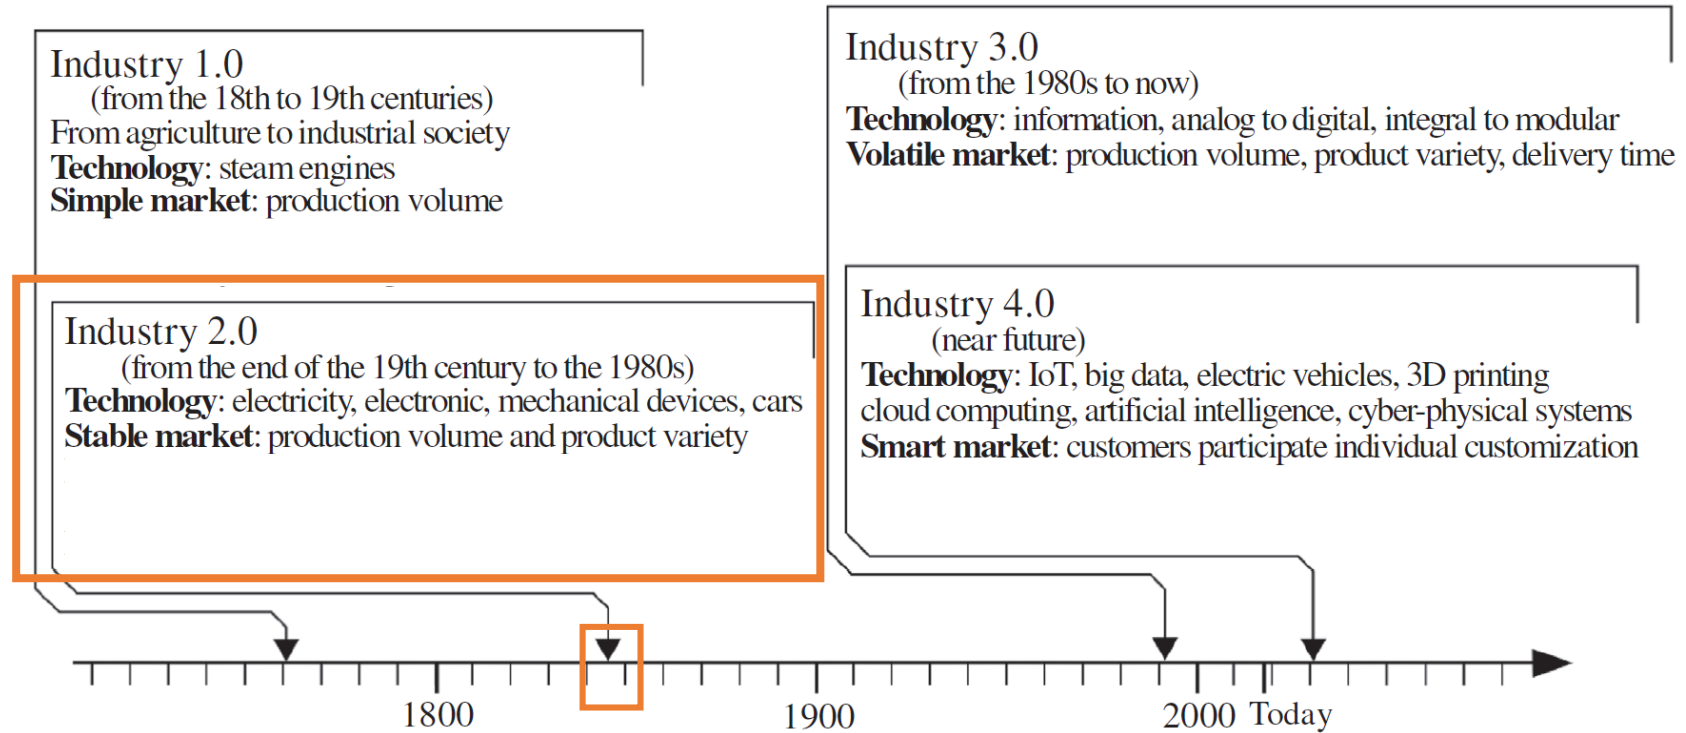 Industry 1.0
(from the 18th to 19th centuries)
From agriculture to industrial society
Technology: steam engines
Simple market: production volume
Industry 2.0
(from the end of the 19th century to the 1980s)
Technology: electricity, electronic, mechanical devices, cars
Stable market: production volume and product variety
Industry 3.0
(from the 1980s to now)
Technology: information, analog to digital, integral to modular
Volatile market: production volume, product variety, delivery time
Industry 4.0
(near future)
Technology: IoT, big data, electric vehicles, 3D printing
cloud computing, artificial intelligence, cyber-physical systems
Smart market: customers participate individual customization
1800
1900
2000
Today